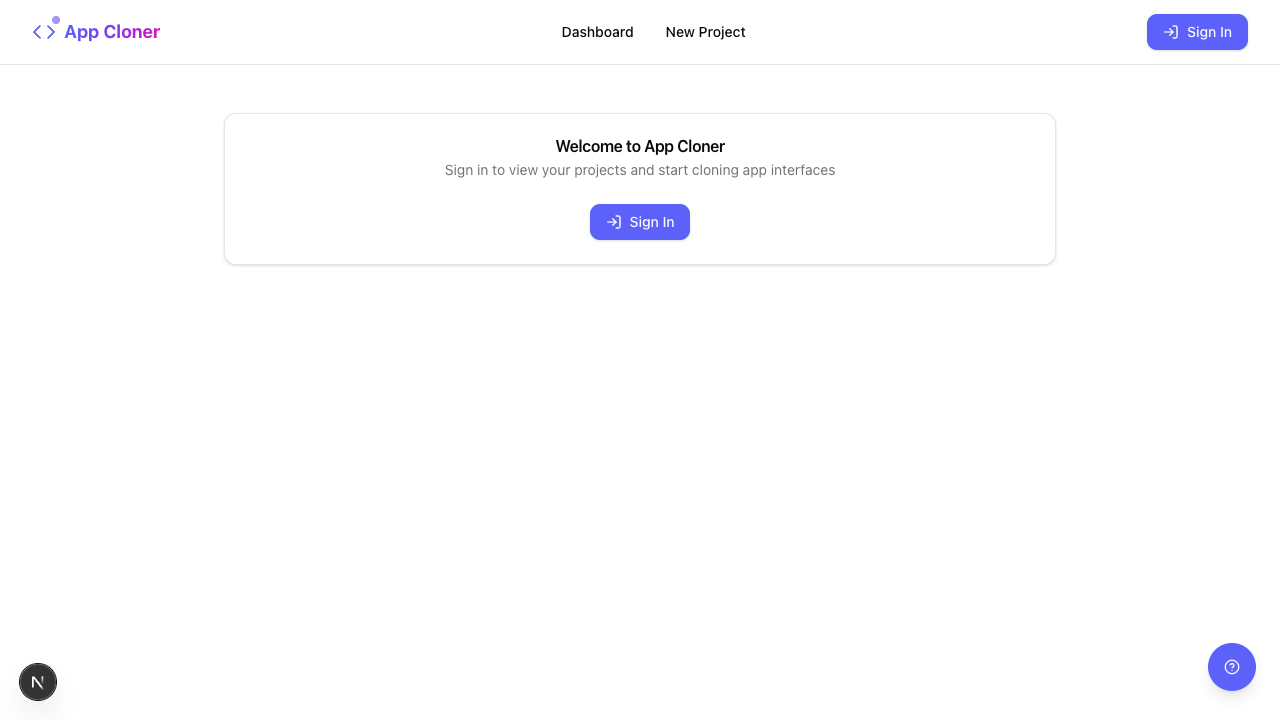 App Cloner
Dashboard
New Project
Sign In
Welcome to App Cloner
Sign in to view your projects and start cloning app interfaces
Sign In
N